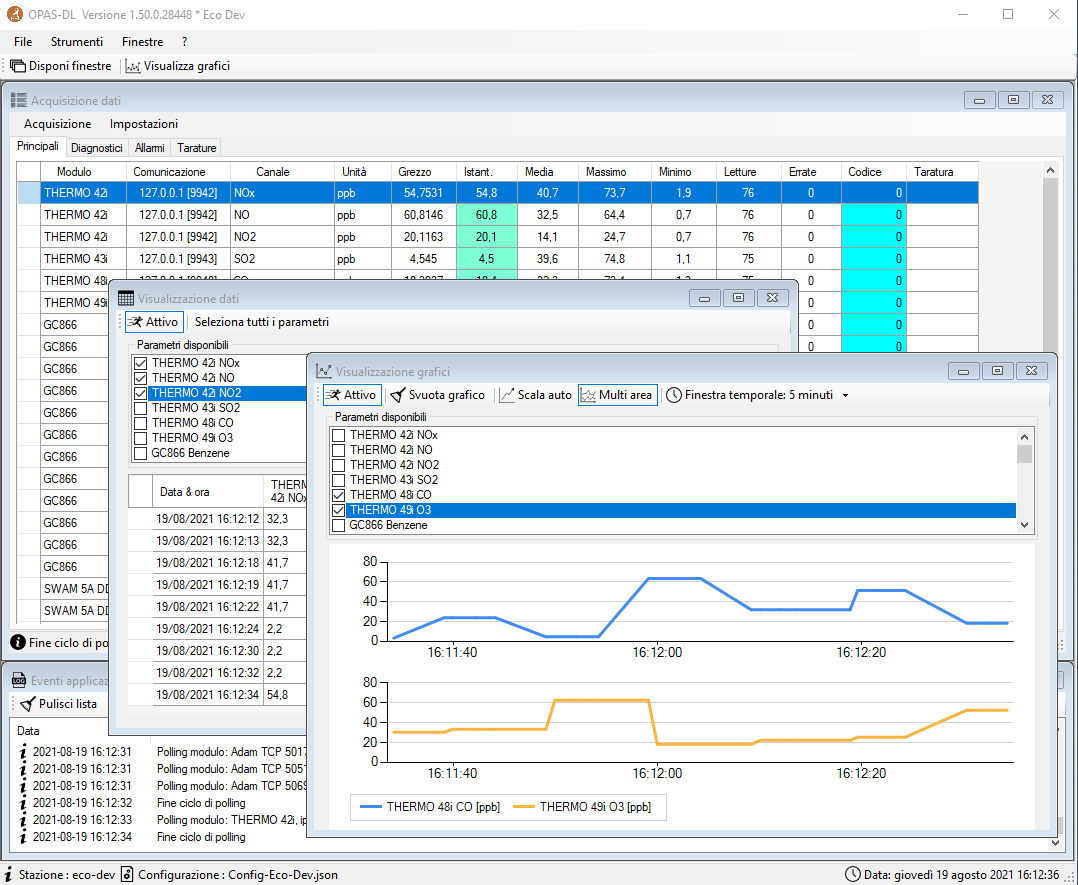 OPAS-DL Versione 1.50.0.28448 * Eco Dev
File Strumenti Finestre ?
Disponi finestre Visualizza grafici
Acquisizione dati
Acquisizione Impostazioni
Principali Diagnostici Allarmi Tarature
Modulo Comunicazione Canale Unità Grezzo Istant. Media Massimo Minimo Letture Errate Codice Taratura
THERMO 42i 127.0.0.1 [9942] NOx ppb 54,7531 54,8 40,7 73,7 1,9 76 0 0
THERMO 42i 127.0.0.1 [9942] NO ppb 60,8146 60,8 32,5 64,4 0,7 76 0 0
THERMO 42i 127.0.0.1 [9942] NO2 ppb 20,1163 20,1 14,1 24,7 0,7 76 0 0
THERMO 43i 127.0.0.1 [9943] SO2 ppb 4,545 4,5 39,6 74,8 1,1 75 0 0
THERMO 48i 0 0
THERMO 49i 0 0
GC866 0 0
GC866 0 0
GC866
GC866
GC866
GC866
GC866
GC866
GC866
GC866
GC866
GC866
SWAM 5A
SWAM 5A
Fine ciclo di
Visualizzazione dati
Attivo Seleziona tutti i parametri
Parametri disponibili
THERMO 42i NOx
THERMO 42i NO
THERMO 42i NO2
THERMO 43i SO2
THERMO 48i CO
THERMO 49i O3
GC866 Benzene
Data & ora THERM
42i NOx
19/08/2021 16:12:12 32,3
19/08/2021 16:12:13 32,3
19/08/2021 16:12:18 41,7
19/08/2021 16:12:19 41,7
19/08/2021 16:12:22 41,7
19/08/2021 16:12:24 2,2
19/08/2021 16:12:30 2,2
19/08/2021 16:12:32 2,2
19/08/2021 16:12:34 54,8
Visualizzazione grafici
Attivo Svuota grafico Scala auto Multi area Finestra temporale: 5 minuti
Parametri disponibili
THERMO 42i NOx
THERMO 42i NO
THERMO 42i NO2
THERMO 43i SO2
THERMO 48i CO
THERMO 49i O3
GC866 Benzene
80
60
40
20
0
16:11:40 16:12:00 16:12:20
80
60
40
20
0
16:11:40 16:12:00 16:12:20
THERMO 48i CO [ppb] THERMO 49i O3 [ppb]
LOG Eventi applicaz
Pulisci lista
Data
2021-08-19 16:12:31 Polling modulo: Adam TCP 5017
2021-08-19 16:12:31 Polling modulo: Adam TCP 5051
2021-08-19 16:12:31 Polling modulo: Adam TCP 5069
2021-08-19 16:12:32 Fine ciclo di polling
2021-08-19 16:12:33 Polling modulo: THERMO 42i, ip
2021-08-19 16:12:34 Fine ciclo di polling
Stazione : eco-dev Configurazione : Config-Eco-Dev.json Data: giovedì 19 agosto 2021 16:12:36